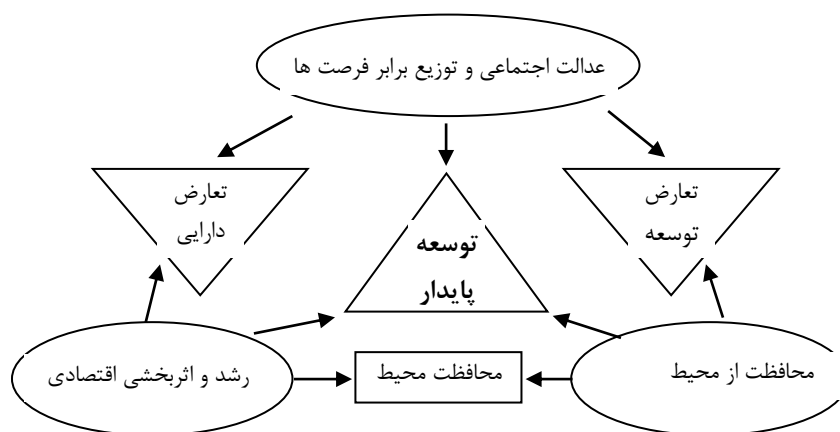 عدالت اجتماعی و توزیع برابر فرصت ها
تعارض
توسعه
تعارض
دارایی
توسعه
پایدار
محافظت از محیط
محافظت محیط
رشد و اثربخشی اقتصادی